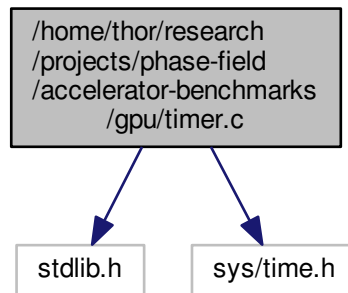 /home/thor/research
/projects/phase-field
/accelerator-benchmarks
/gpu/timer.c
stdlib.h
sys/time.h